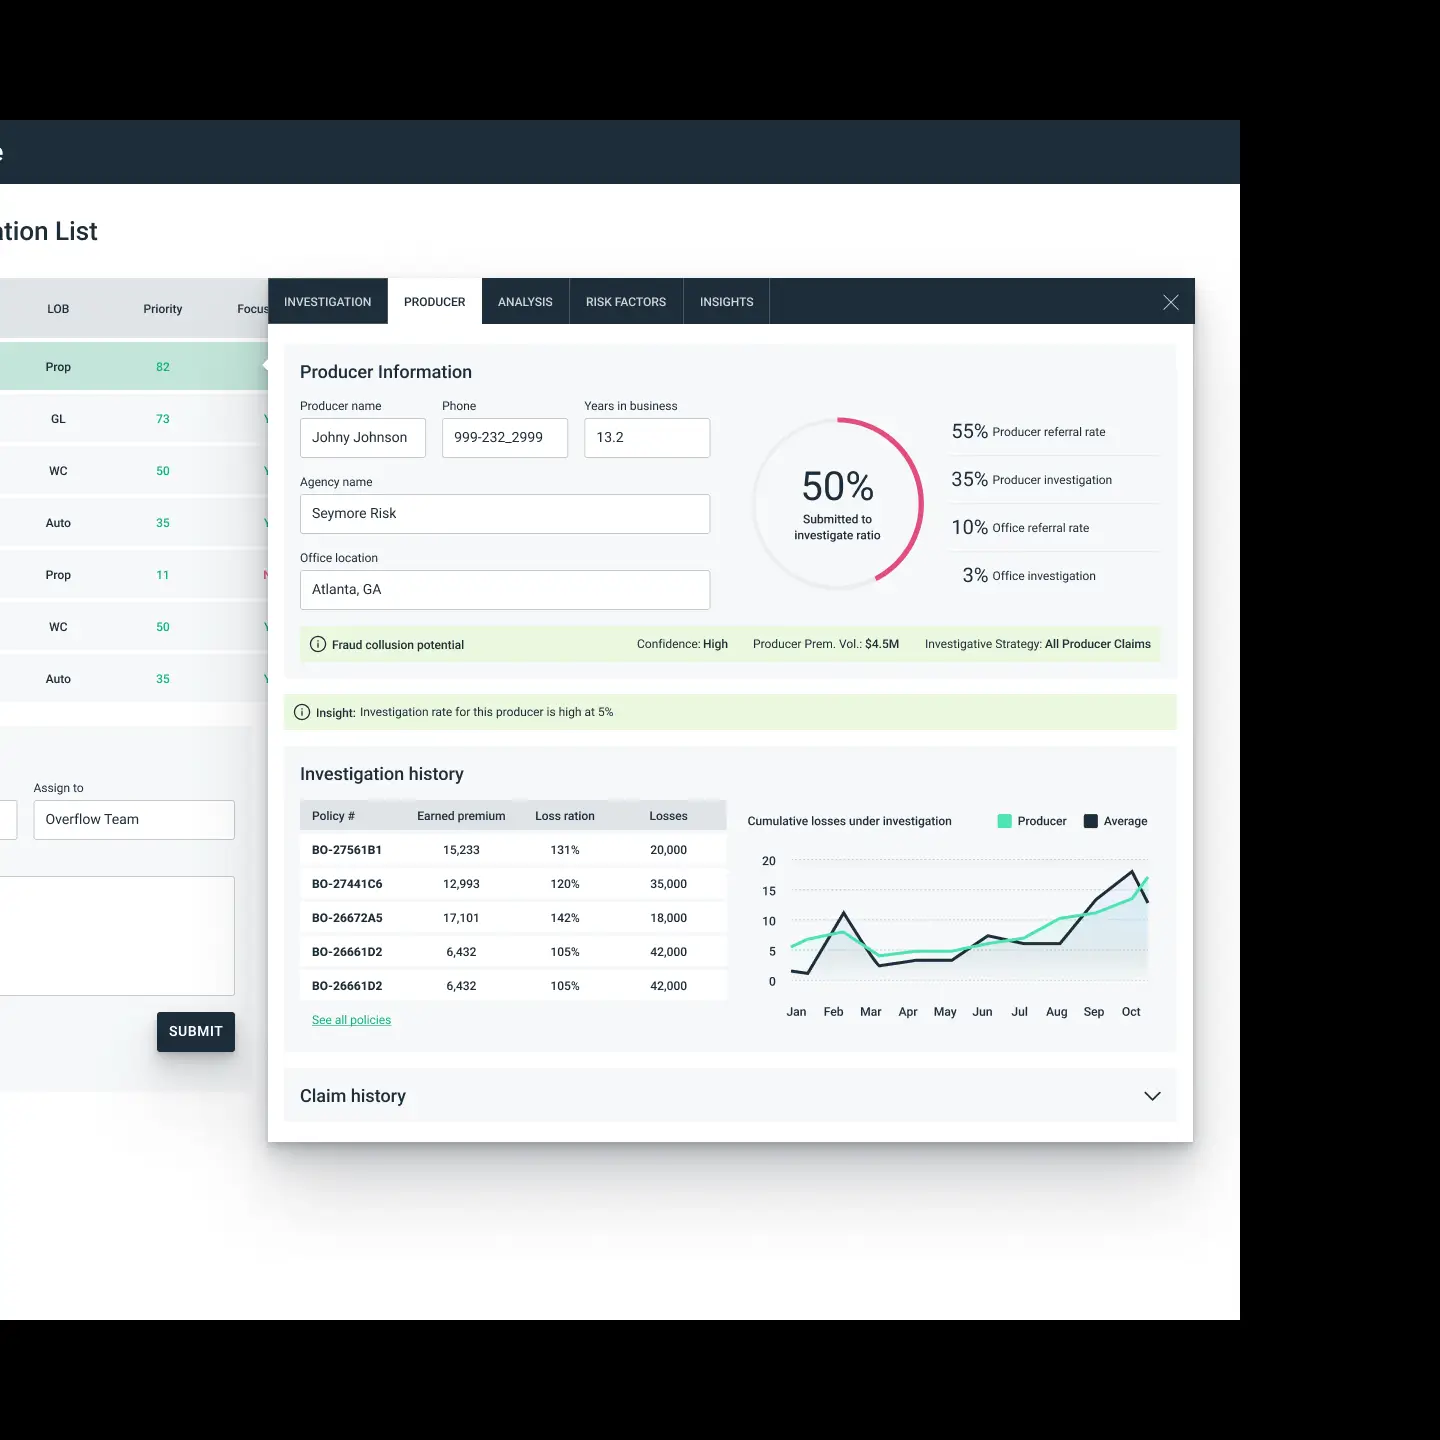 e
ation List
LOB Priority Focus
Prop 82
GL 73 Y
WC 50 Y
Auto 35 Y
Prop 11 N
WC 50 Y
Auto 35 Y
Assign to
Overflow Team
SUBMIT
INVESTIGATION PRODUCER ANALYSIS RISK FACTORS INSIGHTS
Producer Information
Producer name Phone Years in business
Johny Johnson 999-232_2999 13.2
Agency name
Seymore Risk
Office location
Atlanta, GA
50%
Submitted to
investigate ratio
55% Producer referral rate
35% Producer investigation
10% Office referral rate
3% Office investigation
Fraud collusion potential Confidence: High Producer Prem. Vol.: $4.5M Investigative Strategy: All Producer Claims
Insight: Investigation rate for this producer is high at 5%
Investigation history
Policy # Earned premium Loss ration Losses
BO-27561B1 15,233 131% 20,000
BO-27441C6 12,993 120% 35,000
BO-26672A5 17,101 142% 18,000
BO-26661D2 6,432 105% 42,000
BO-26661D2 6,432 105% 42,000
See all policies
Cumulative losses under investigation Producer Average
20
15
10
5
0
Jan Feb Mar Apr May Jun Jul Aug Sep Oct
Claim history